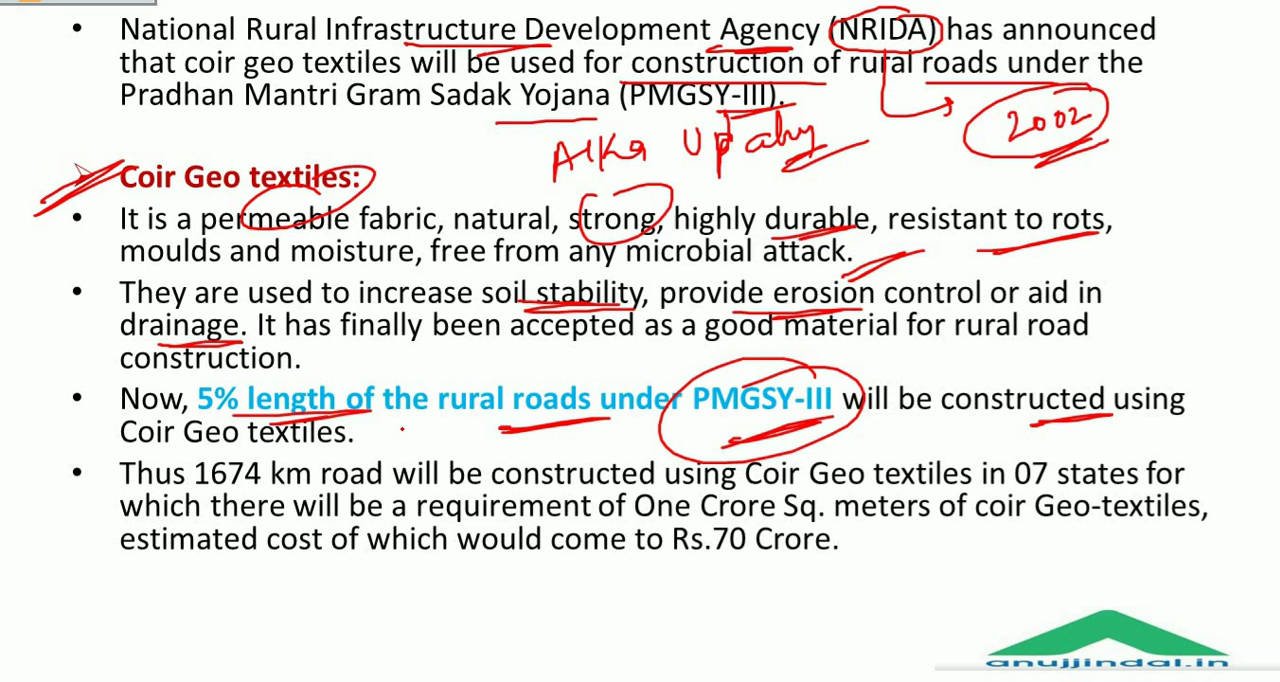 • National Rural Infrastructure Development Agency (NRIDA) has announced
that coir geo textiles will be used for construction of rural roads under the
Pradhan Mantri Gram Sadak Yojana (PMGSY-III).
2002
Alka Upadhy
Coir Geo textiles:
• It is a permeable fabric, natural, strong, highly durable, resistant to rots,
moulds and moisture, free from any microbial attack.
• They are used to increase soil stability, provide erosion control or aid in
drainage. It has finally been accepted as a good material for rural road
construction.
• Now, 5% length of the rural roads under PMGSY-III will be constructed using
Coir Geo textiles.
• Thus 1674 km road will be constructed using Coir Geo textiles in 07 states for
which there will be a requirement of One Crore Sq. meters of coir Geo-textiles,
estimated cost of which would come to Rs.70 Crore.
anujjindal.in